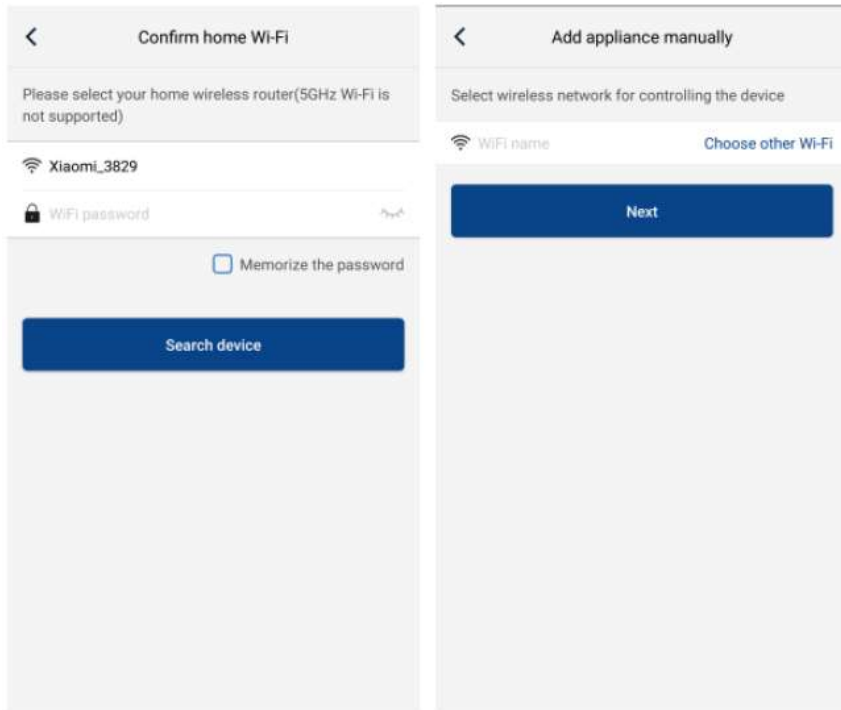 Confirm home Wi-Fi
Please select your home wireless router(5GHz Wi-Fi is
not supported)
Xiaomi_3829
WiFi password
Memorize the password
Search device
Add appliance manually
Select wireless network for controlling the device
WiFi name
Choose other Wi-Fi
Next